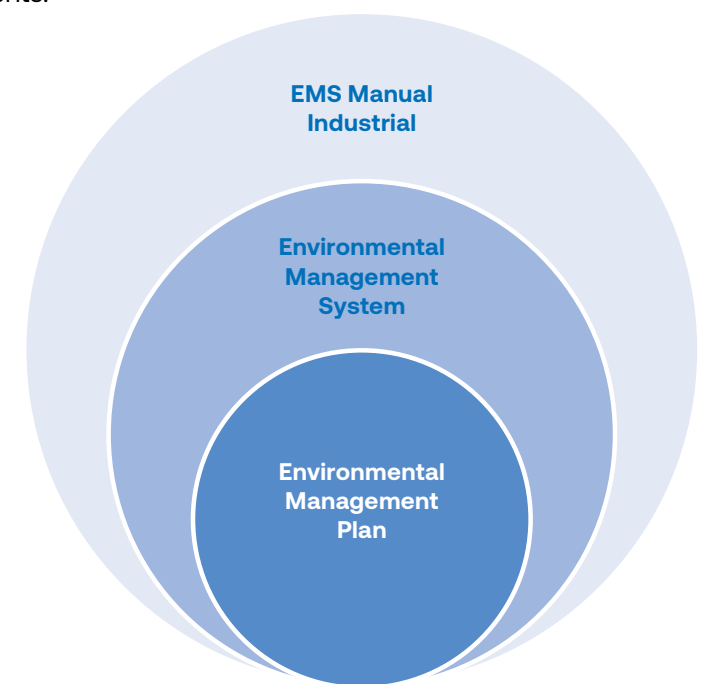 EMS Manual
Industrial
Environmental
Management
System
Environmental
Management
Plan